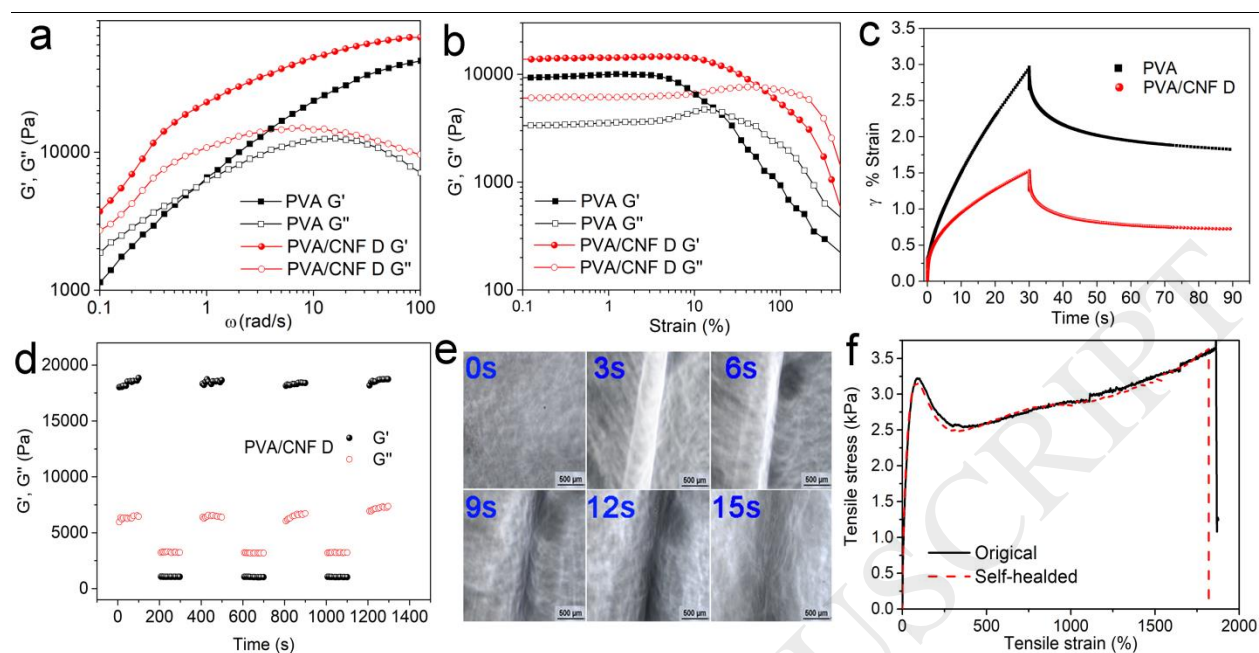 a
G', G'' (Pa)
10000
1000
0.1
1
10
100
ω(rad/s)
PVA G'
PVA G''
PVA/CNF D G'
PVA/CNF D G''
b
G', G'' (Pa)
10000
1000
100
0.1
1
10
100
Strain (%)
PVA G'
PVA G''
PVA/CNF D G'
PVA/CNF D G''
c
γ % Strain
3.5
3.0
2.5
2.0
1.5
1.0
0.5
0.0
0 10 20 30 40 50 60 70 80 90
Time (s)
PVA
PVA/CNF D
d
G', G'' (Pa)
20000
17500
15000
12500
10000
7500
5000
2500
0
0 200 400 600 800 1000 1200 1400
Time (s)
PVA/CNF D
G'
G''
e
0s 3s 6s
500 μm 500 μm 500 μm
9s 12s 15s
500 μm 500 μm 500 μm
f
Tensile stress (kPa)
3.5
3.0
2.5
2.0
1.5
1.0
0.5
0.0
0 500 1000 1500 2000
Tensile strain (%)
Origical
Self-healded
USCRIPT